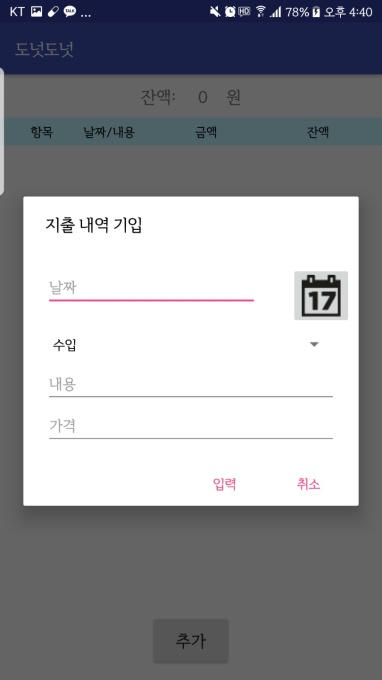 KT ... HD 78% 오후 4:40
도넛도넛
잔액: 0 원
항목 날짜/내용 금액 잔액
지출 내역 기입
날짜
17
수입
내용
가격
입력 취소
추가